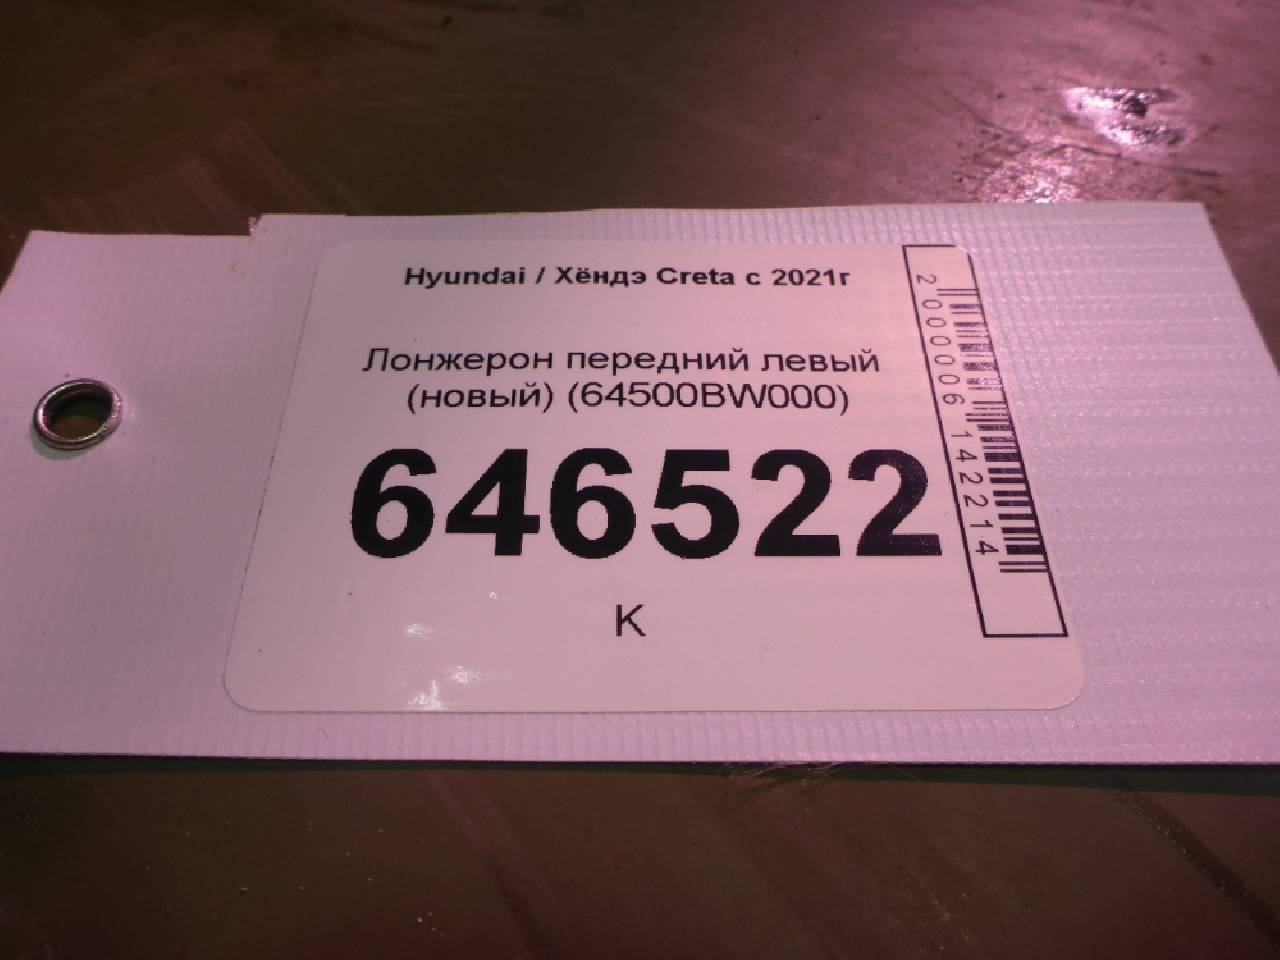 Hyundai / Хёндэ Creta с 2021г
Лонжерон передний левый
(новый) (64500BW000)
646522
К
2000006142214